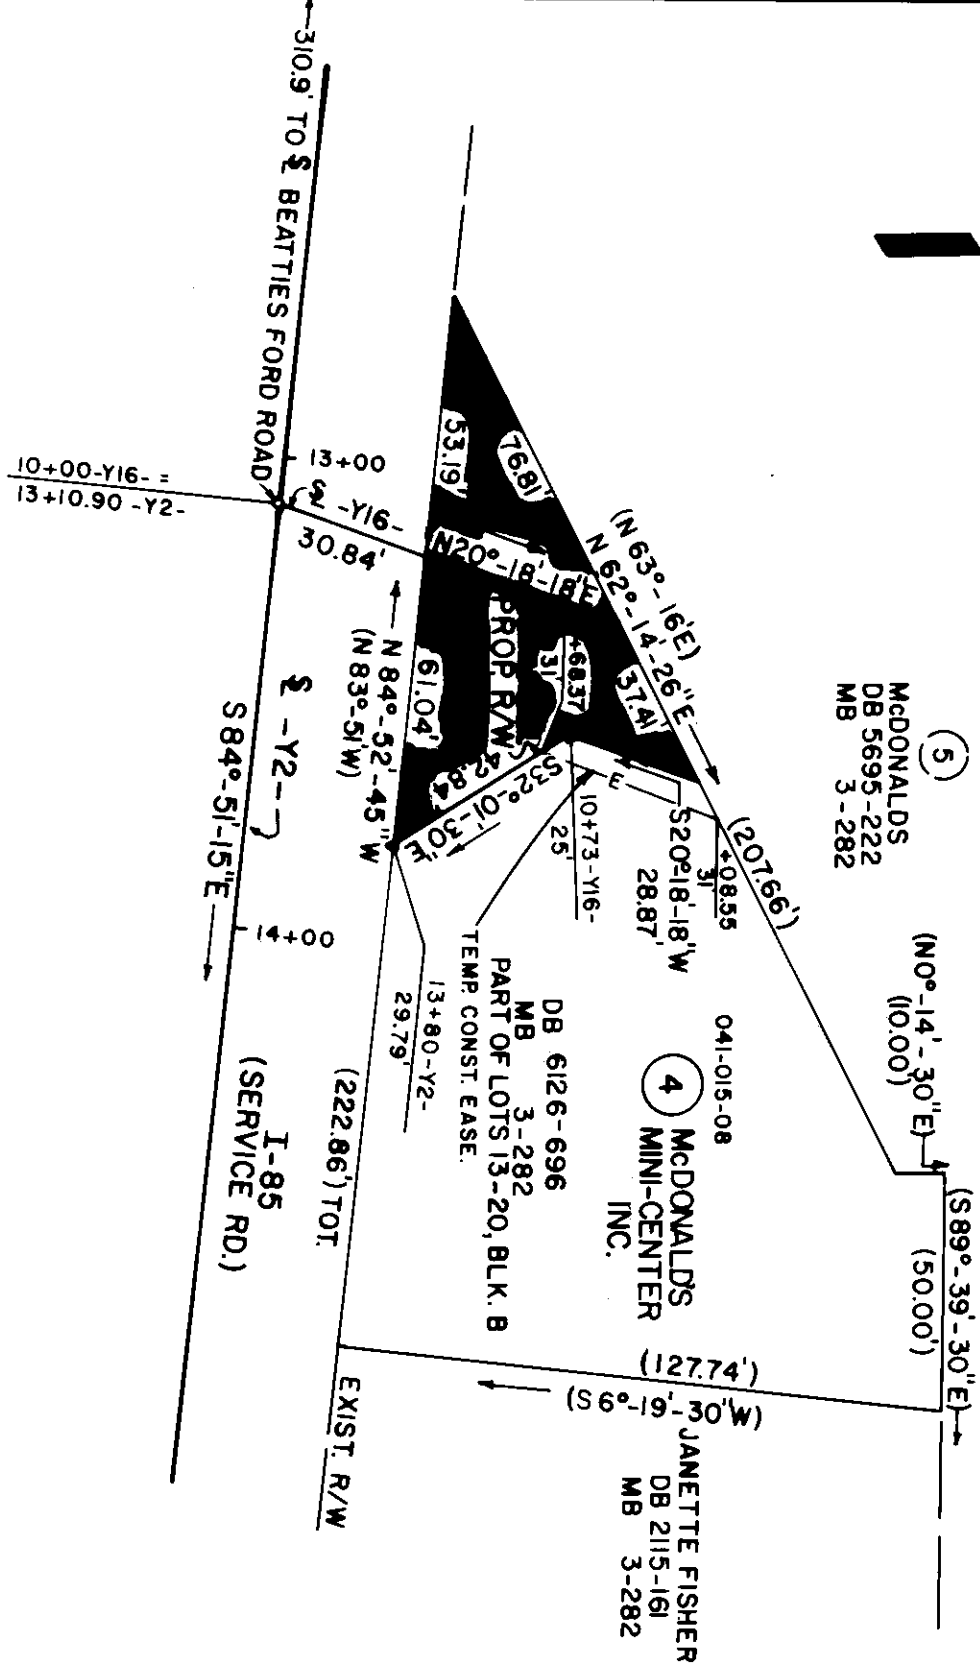 310.9' TO ℄ BEATTIES FORD ROAD
10+00-Y16- =
13+10.90 -Y2-
13+00
℄ -Y16-
30.84'
53.19'
76.81'
N20°-18'-18"E
(N 63°-16'E)
N 62°-14'-26"E
37.41'
+68.37
31'
PROP. R/W
61.04'
42.84'
S32°-01'-30"E
N 84°-52'-45"W
(N 83°-51'W)
℄ -Y2-
S 84°-51'-15"E
14+00
I-85
(SERVICE RD.)
5
McDONALDS
DB 5695-222
MB 3-282
(207.66')
+08.55
31'
S20°-18'-18"W
28.87'
E
10+73-Y16-
25'
TEMP. CONST. EASE.
13+80-Y2-
29.79'
(222.86') TOT.
EXIST. R/W
(N0°-14'-30"E)
(10.00')
(S 89°-39'-30"E)
(50.00')
041-015-08
4
McDONALD'S
MINI-CENTER
INC.
DB 6126-696
MB 3-282
PART OF LOTS 13-20, BLK. B
(127.74')
(S 6°-19'-30"W)
JANETTE FISHER
DB 2115-161
MB 3-282